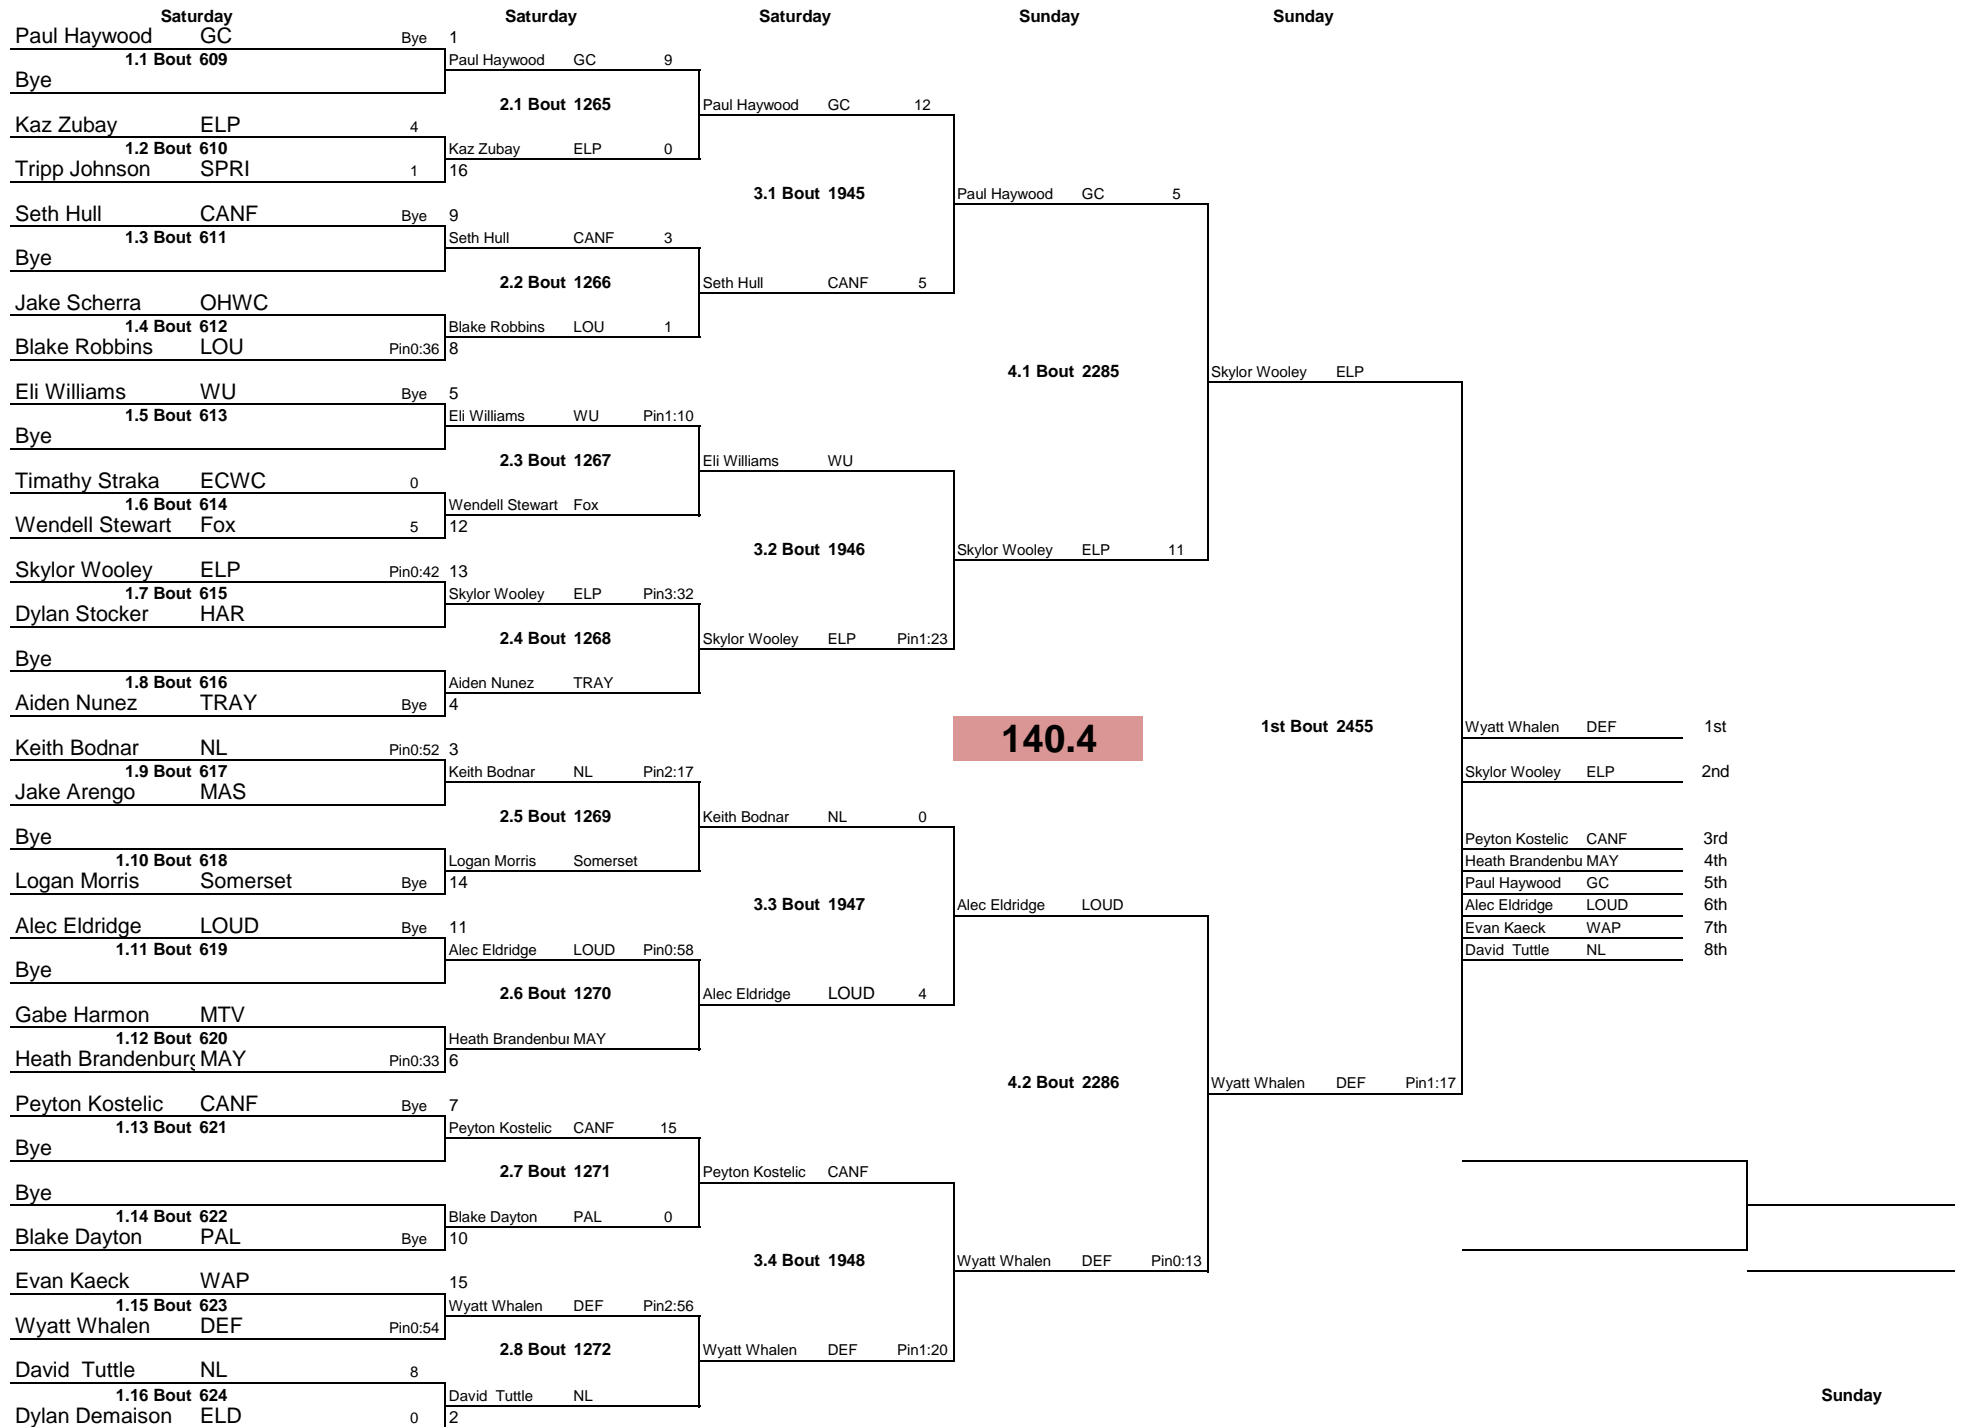 Saturday Saturday Saturday Sunday Sunday
Paul Haywood GC Bye 1
1.1 Bout 609 Paul Haywood GC 9
Bye
2.1 Bout 1265 Paul Haywood GC 12
Kaz Zubay ELP 4
1.2 Bout 610 Kaz Zubay ELP 0
Tripp Johnson SPRI 1 16
3.1 Bout 1945 Paul Haywood GC 5
Seth Hull CANF Bye 9
1.3 Bout 611 Seth Hull CANF 3
Bye
2.2 Bout 1266 Seth Hull CANF 5
Jake Scherra OHWC
1.4 Bout 612 Blake Robbins LOU 1
Blake Robbins LOU Pin0:36 8
4.1 Bout 2285 Skylor Wooley ELP
Eli Williams WU Bye 5
1.5 Bout 613 Eli Williams WU Pin1:10
Bye
2.3 Bout 1267 Eli Williams WU
Timathy Straka ECWC 0
1.6 Bout 614 Wendell Stewart Fox
Wendell Stewart Fox 5 12
3.2 Bout 1946 Skylor Wooley ELP 11
Skylor Wooley ELP Pin0:42 13
1.7 Bout 615 Skylor Wooley ELP Pin3:32
Dylan Stocker HAR
2.4 Bout 1268 Skylor Wooley ELP Pin1:23
Bye
1.8 Bout 616 Aiden Nunez TRAY
Aiden Nunez TRAY Bye 4
140.4 1st Bout 2455 Wyatt Whalen DEF 1st
Keith Bodnar NL Pin0:52 3
1.9 Bout 617 Keith Bodnar NL Pin2:17 Skylor Wooley ELP 2nd
Jake Arengo MAS
2.5 Bout 1269 Keith Bodnar NL 0
Bye Peyton Kostelic CANF 3rd
1.10 Bout 618 Logan Morris Somerset Heath Brandenbu MAY 4th
Logan Morris Somerset Bye 14 Paul Haywood GC 5th
3.3 Bout 1947 Alec Eldridge LOUD Alec Eldridge LOUD 6th
Alec Eldridge LOUD Bye 11 Evan Kaeck WAP 7th
1.11 Bout 619 Alec Eldridge LOUD Pin0:58 David Tuttle NL 8th
Bye
2.6 Bout 1270 Alec Eldridge LOUD 4
Gabe Harmon MTV
1.12 Bout 620 Heath Brandenbur MAY
Heath Brandenburg MAY Pin0:33 6
4.2 Bout 2286 Wyatt Whalen DEF Pin1:17
Peyton Kostelic CANF Bye 7
1.13 Bout 621 Peyton Kostelic CANF 15
Bye
2.7 Bout 1271 Peyton Kostelic CANF
Bye
1.14 Bout 622 Blake Dayton PAL 0
Blake Dayton PAL Bye 10
3.4 Bout 1948 Wyatt Whalen DEF Pin0:13
Evan Kaeck WAP 15
1.15 Bout 623 Wyatt Whalen DEF Pin2:56
Wyatt Whalen DEF Pin0:54
2.8 Bout 1272 Wyatt Whalen DEF Pin1:20
David Tuttle NL 8
1.16 Bout 624 David Tuttle NL Sunday
Dylan Demaison ELD 0 2